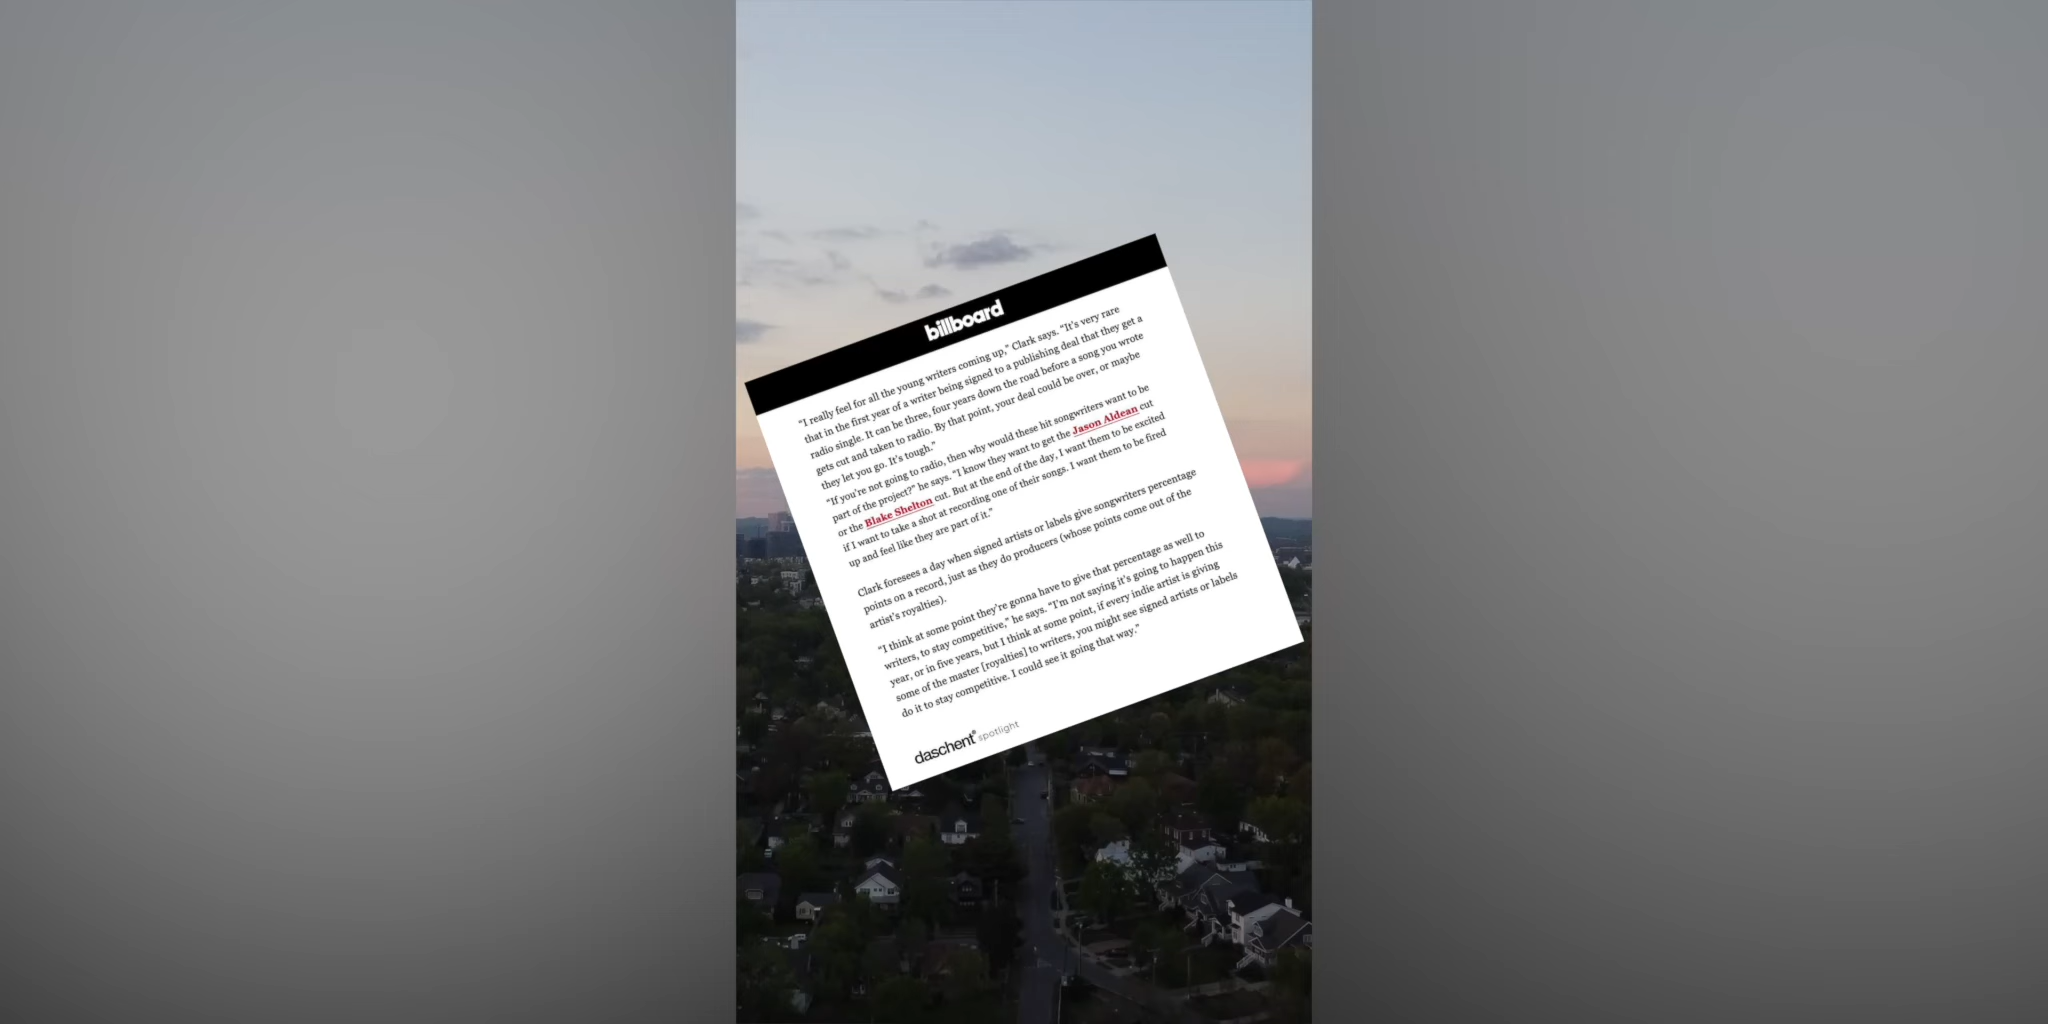 billboard
“I really feel for all the young writers coming up,” Clark says. “It’s very rare
that in the first year of a writer being signed to a publishing deal that they get a
radio single. It can be three, four years down the road before a song you wrote
gets cut and taken to radio. By that point, your deal could be over, or maybe
they let you go. It’s tough.”
“If you’re not going to radio, then why would these hit songwriters want to be
part of the project?” he says. “I know they want to get the Jason Aldean cut
or the Blake Shelton cut. But at the end of the day, I want them to be excited
if I want to take a shot at recording one of their songs. I want them to be fired
up and feel like they are part of it.”
Clark foresees a day when signed artists or labels give songwriters percentage
points on a record, just as they do producers (whose points come out of the
artist’s royalties).
“I think at some point they’re gonna have to give that percentage as well to
writers, to stay competitive,” he says. “I’m not saying it’s going to happen this
year, or in five years, but I think at some point, if every indie artist is giving
some of the master [royalties] to writers, you might see signed artists or labels
do it to stay competitive. I could see it going that way.”
daschent® spotlight